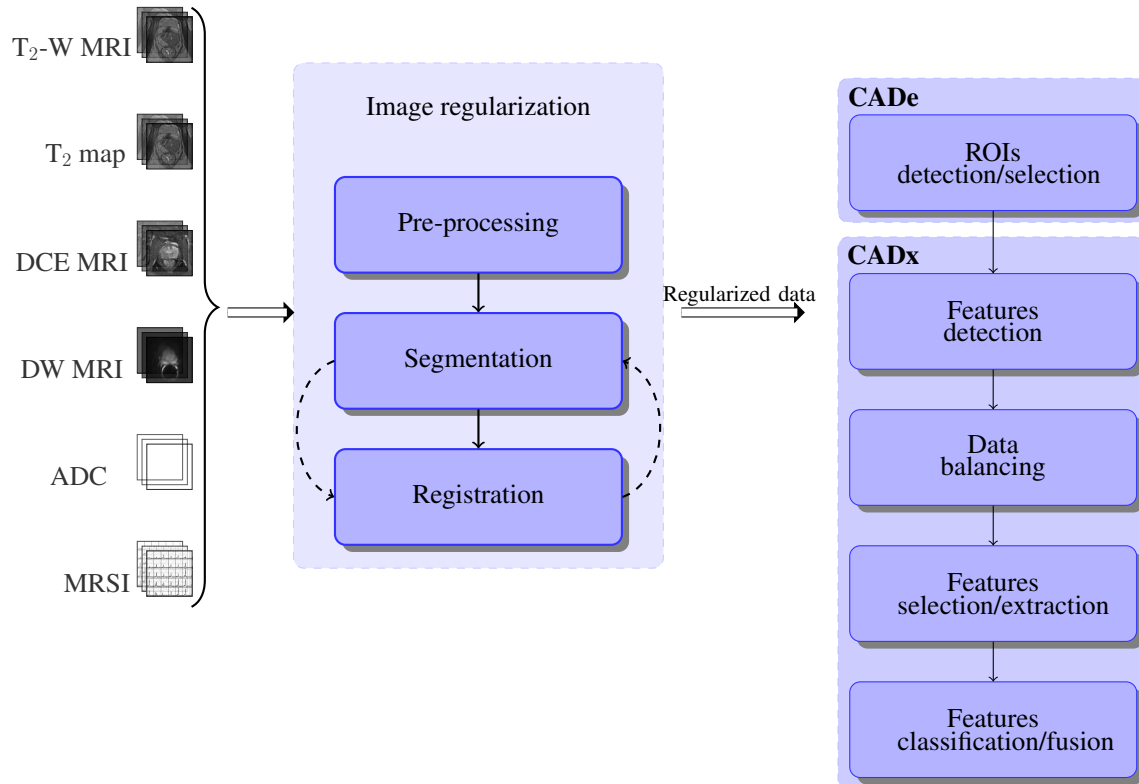 T₂-W MRI
T₂ map
DCE MRI
DW MRI
ADC
MRSI
Image regularization
Pre-processing
Segmentation
Registration
Regularized data
CADe
ROIs
detection/selection
CADx
Features
detection
Data
balancing
Features
selection/extraction
Features
classification/fusion